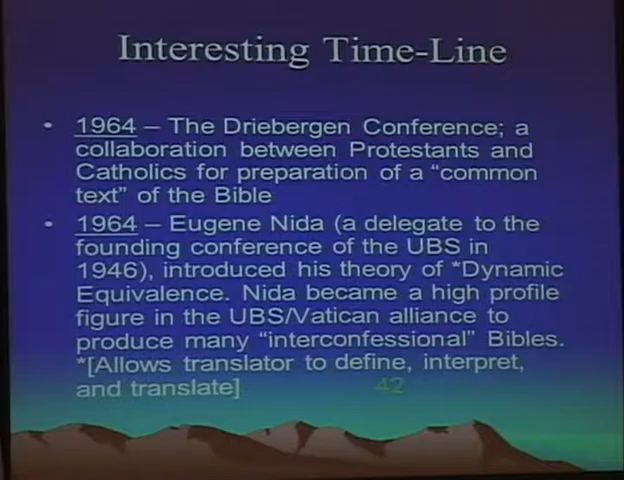 Interesting Time-Line
• 1964 – The Driebergen Conference; a
collaboration between Protestants and
Catholics for preparation of a “common
text” of the Bible
• 1964 – Eugene Nida (a delegate to the
founding conference of the UBS in
1946), introduced his theory of *Dynamic
Equivalence. Nida became a high profile
figure in the UBS/Vatican alliance to
produce many “interconfessional” Bibles.
*[Allows translator to define, interpret,
and translate] 42